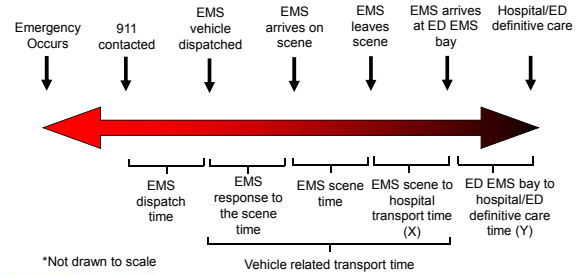 Emergency
Occurs
911
contacted
EMS
vehicle
dispatched
EMS
arrives on
scene
EMS
leaves
scene
EMS arrives
at ED EMS
bay
Hospital/ED
definitive care
EMS
dispatch
time
EMS
response to
the scene
time
EMS scene
time
EMS scene to
hospital
transport time
(X)
ED EMS bay to
hospital/ED
definitive care
time (Y)
*Not drawn to scale
Vehicle related transport time